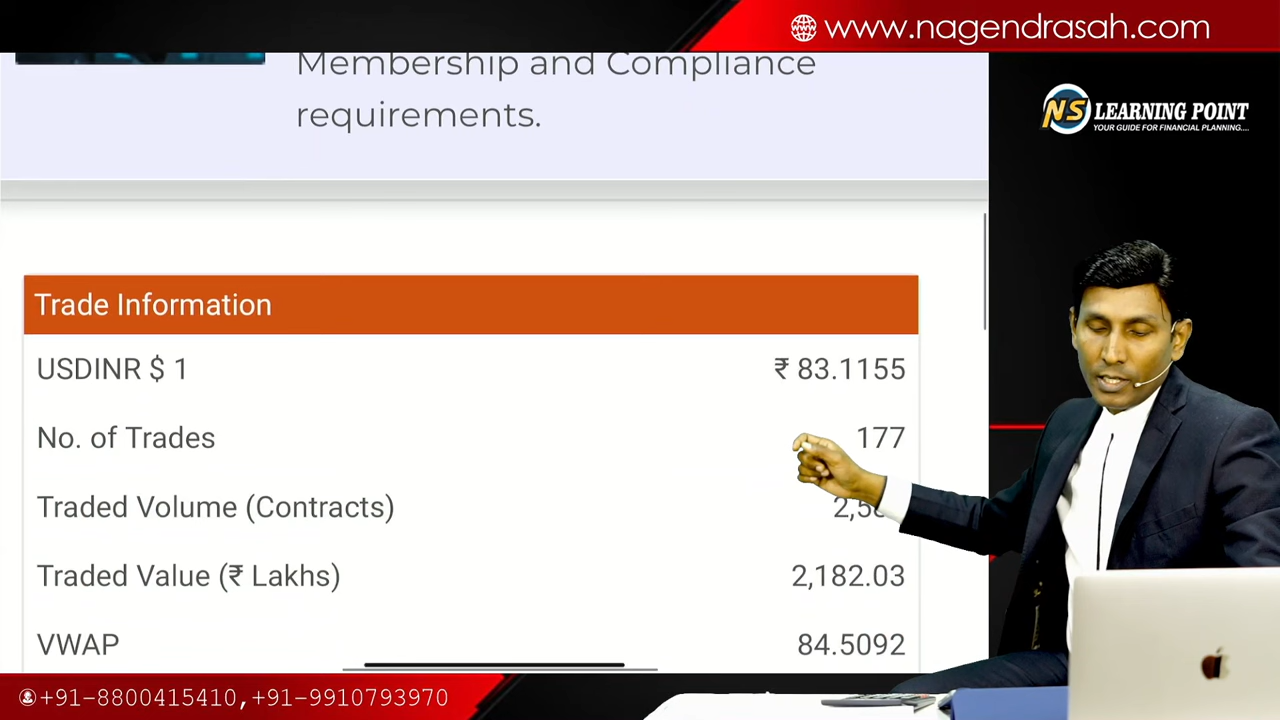 www.nagendrasah.com
Membership and Compliance
requirements.
NS LEARNING POINT
YOUR GUIDE FOR FINANCIAL PLANNING....
Trade Information
USDINR $ 1 ₹ 83.1155
No. of Trades 177
Traded Volume (Contracts)
Traded Value (₹ Lakhs) 2,182.03
VWAP 84.5092
+91-8800415410,+91-9910793970